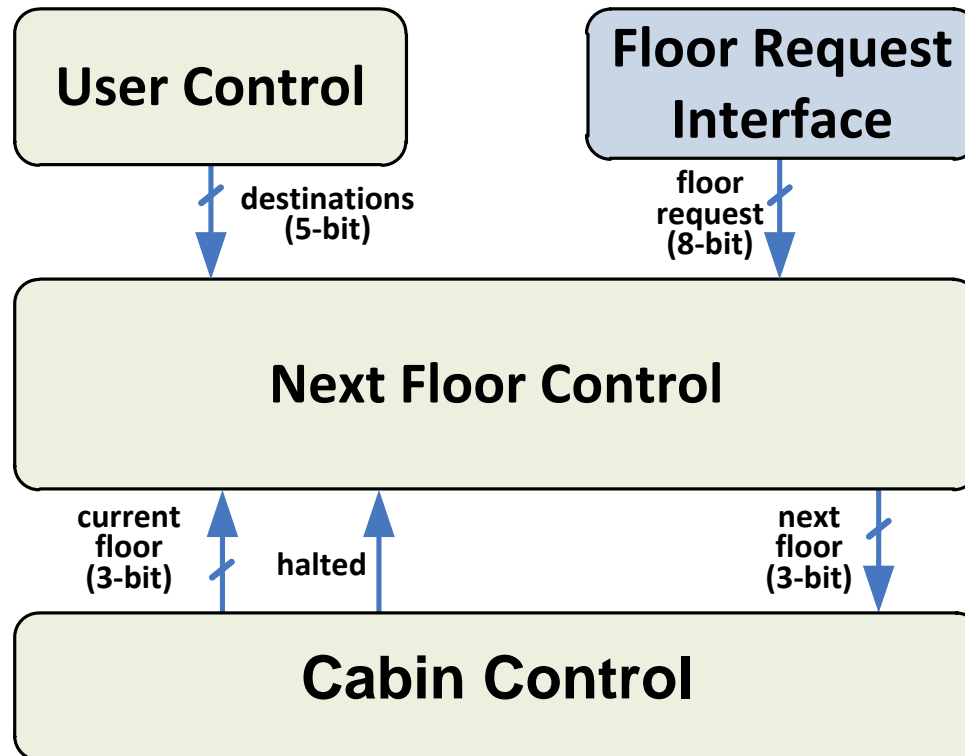 User Control
Floor Request
Interface
destinations
(5-bit)
floor
request
(8-bit)
Next Floor Control
current
floor
(3-bit)
halted
next
floor
(3-bit)
Cabin Control